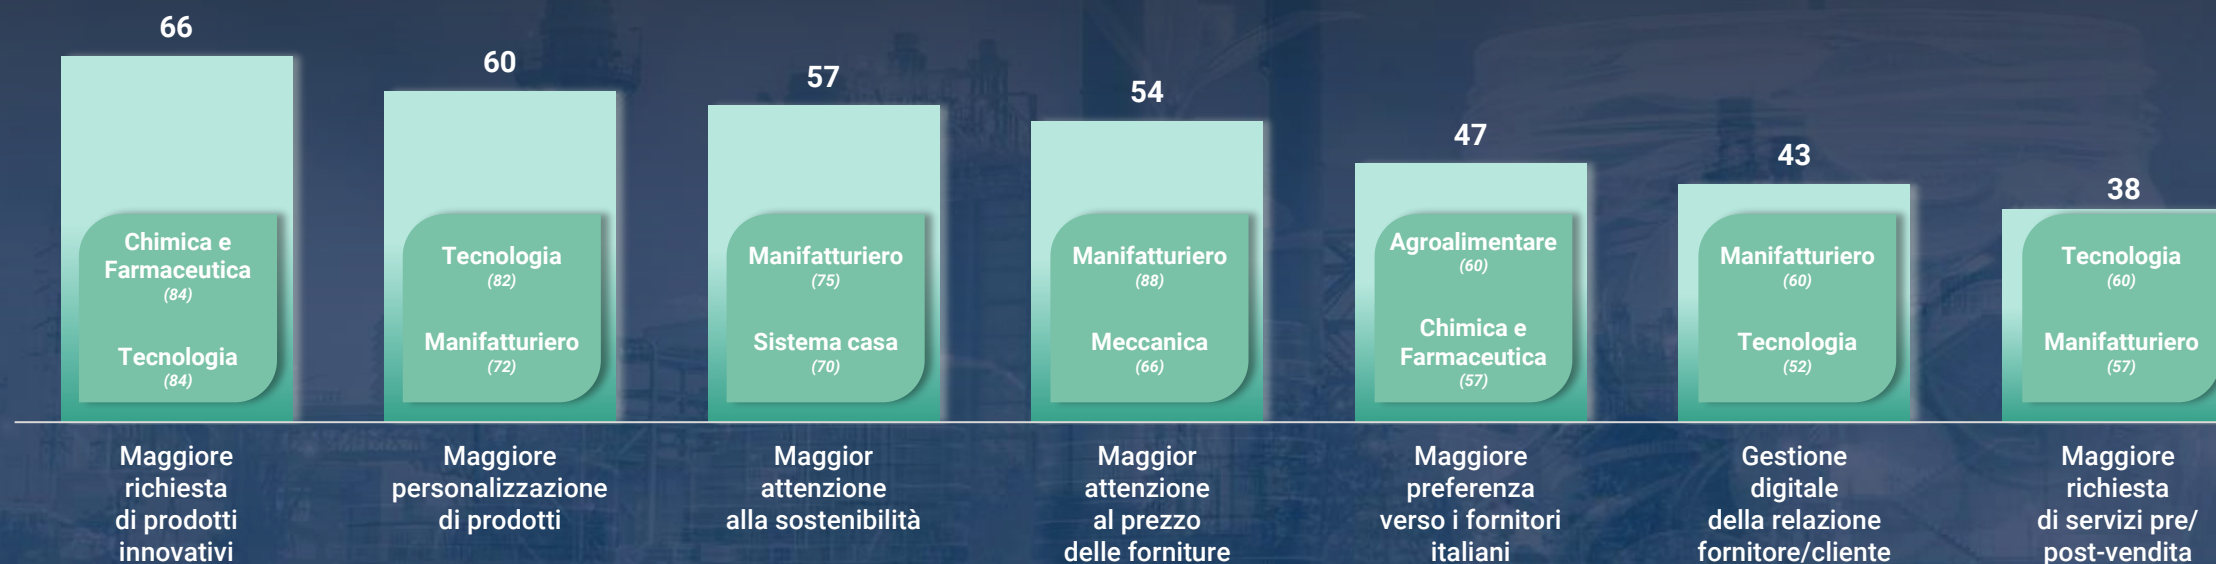 66
Chimica e
Farmaceutica
(84)
Tecnologia
(84)
Maggiore
richiesta
di prodotti
innovativi
60
Tecnologia
(82)
Manifatturiero
(72)
Maggiore
personalizzazione
di prodotti
57
Manifatturiero
(75)
Sistema casa
(70)
Maggior
attenzione
alla sostenibilità
54
Manifatturiero
(88)
Meccanica
(66)
Maggior
attenzione
al prezzo
delle forniture
47
Agroalimentare
(60)
Chimica e
Farmaceutica
(57)
Maggiore
preferenza
verso i fornitori
italiani
43
Manifatturiero
(60)
Tecnologia
(52)
Gestione
digitale
della relazione
fornitore/cliente
38
Tecnologia
(60)
Manifatturiero
(57)
Maggiore
richiesta
di servizi pre/
post-vendita